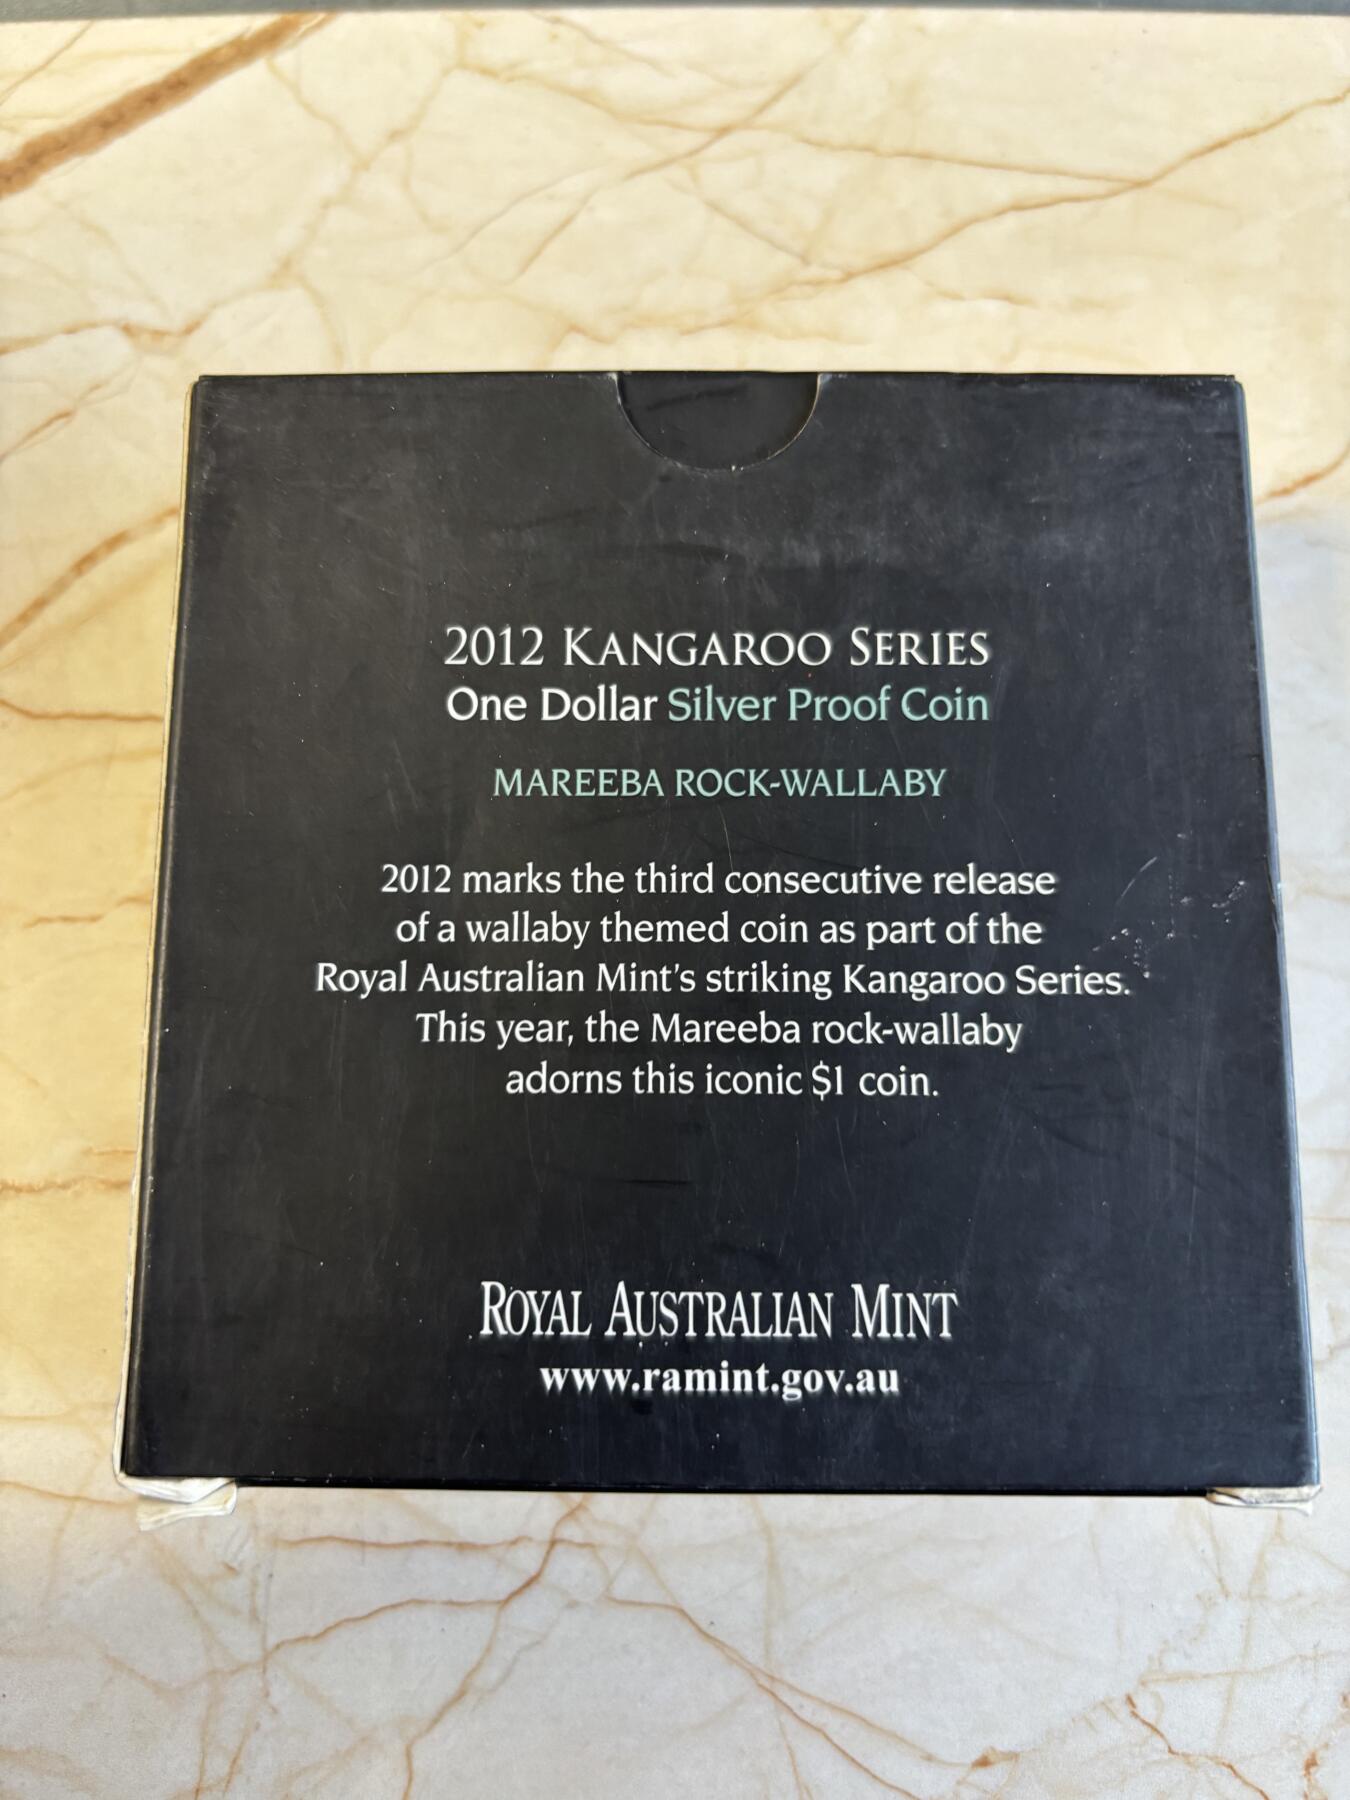 2012 KANGAROO SERIES
One Dollar Silver Proof Coin
MAREEBA ROCK-WALLABY
2012 marks the third consecutive release
of a wallaby themed coin as part of the
Royal Australian Mint's striking Kangaroo Series.
This year, the Mareeba rock-wallaby
adorns this iconic $1 coin.
ROYAL AUSTRALIAN MINT
www.ramint.gov.au